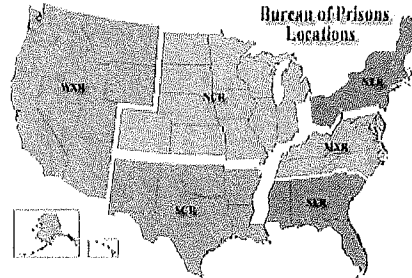 Bureau of Prisons
Locations
NER
WXR
NCR
MXR
SCR
SER